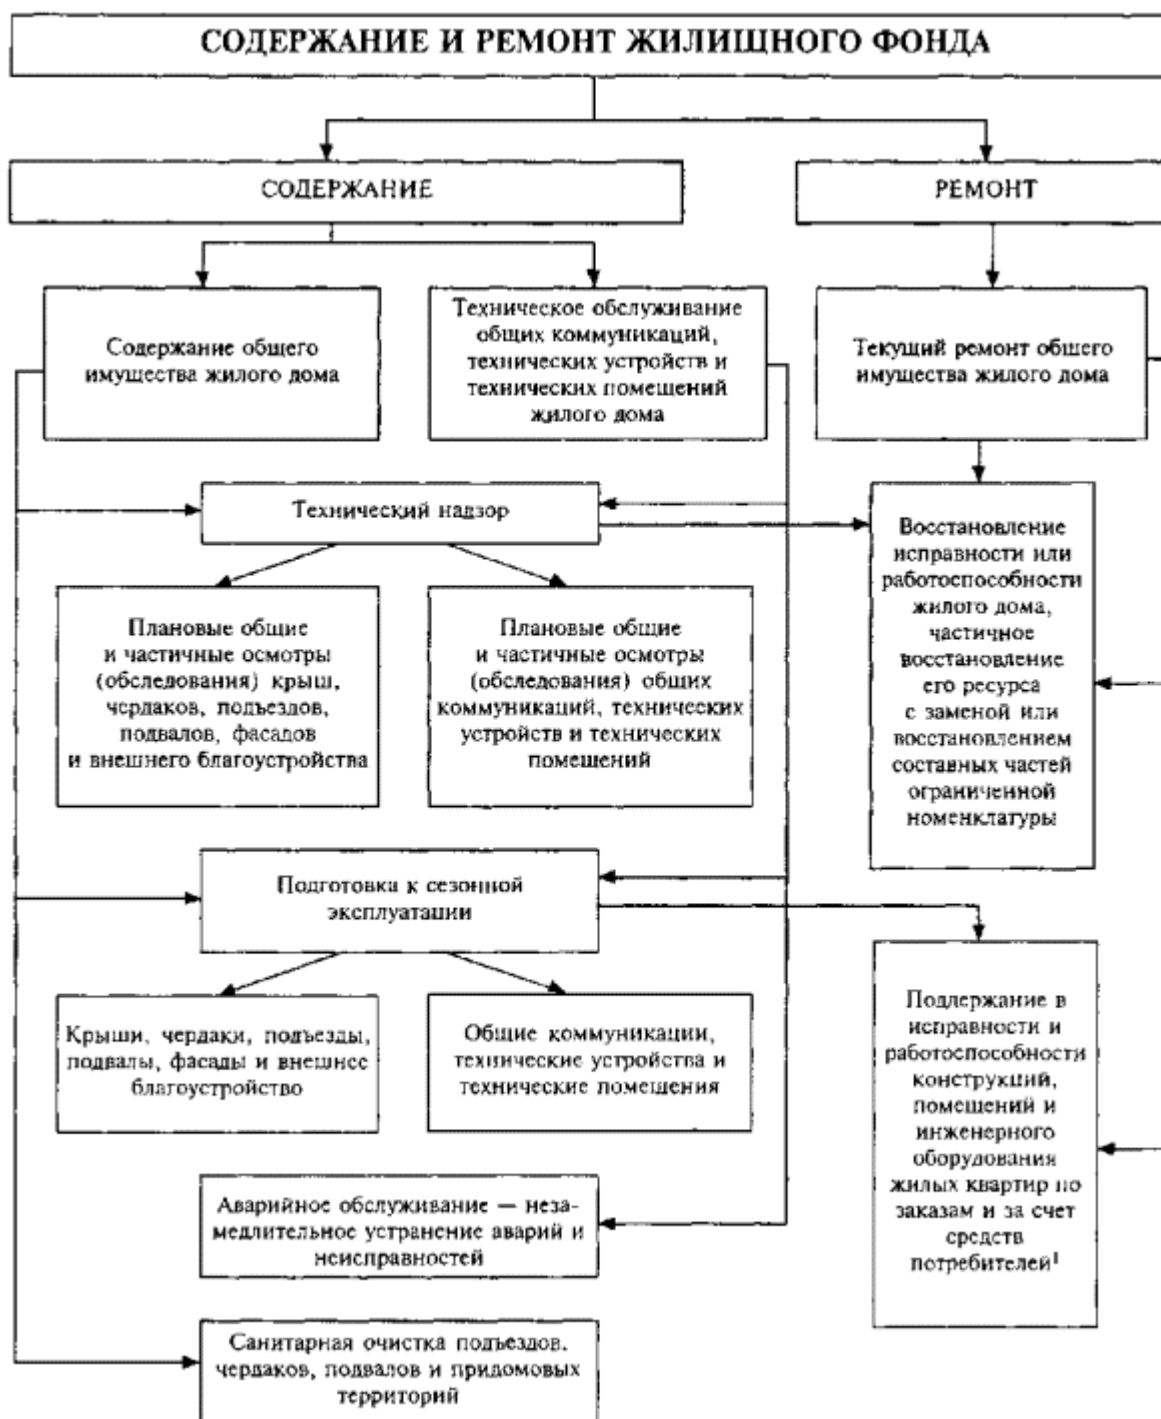 СОДЕРЖАНИЕ И РЕМОНТ ЖИЛИЩНОГО ФОНДА
СОДЕРЖАНИЕ
РЕМОНТ
Содержание общего
имущества жилого дома
Техническое обслуживание
общих коммуникаций,
технических устройств и
технических помещений
жилого дома
Текущий ремонт общего
имущества жилого дома
Технический надзор
Восстановление
исправности или
работоспособности
жилого дома,
частичное
восстановление
его ресурса
с заменой или
восстановлением
составных частей
ограниченной
номенклатуры
Плановые общие
и частичные осмотры
(обследования) крыш,
чердаков, подъездов,
подвалов, фасадов
и внешнего благоустройства
Плановые общие
и частичные осмотры
(обследования) общих
коммуникаций, технических
устройств и технических
помещений
Подготовка к сезонной
эксплуатации
Поддержание в
исправности и
работоспособности
конструкций,
помещений и
инженерного
оборудования
жилых квартир по
заказам и за счет
средств
потребителей¹
Крыши, чердаки, подъезды,
подвалы, фасады и внешнее
благоустройство
Общие коммуникации,
технические устройства и
технические помещения
Аварийное обслуживание — неза-
медлительное устранение аварий и
неисправностей
Санитарная очистка подъездов,
чердаков, подвалов и придомовых
территорий